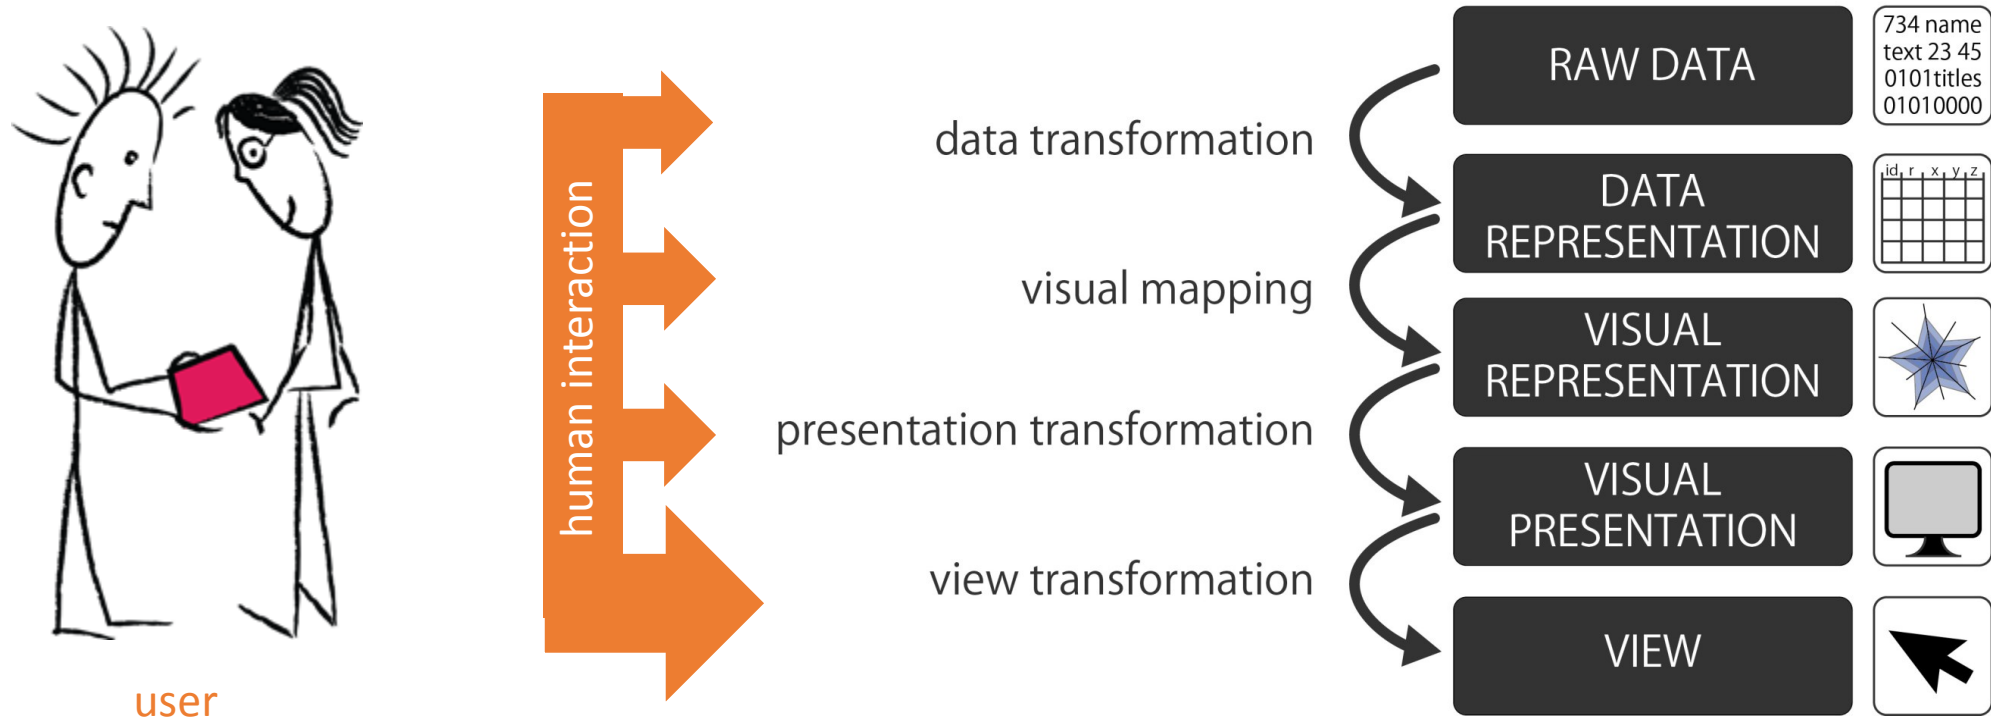 user
human interaction
data transformation
visual mapping
presentation transformation
view transformation
RAW DATA
DATA
REPRESENTATION
VISUAL
REPRESENTATION
VISUAL
PRESENTATION
VIEW
734 name
text 23 45
0101titles
01010000
id r x y z